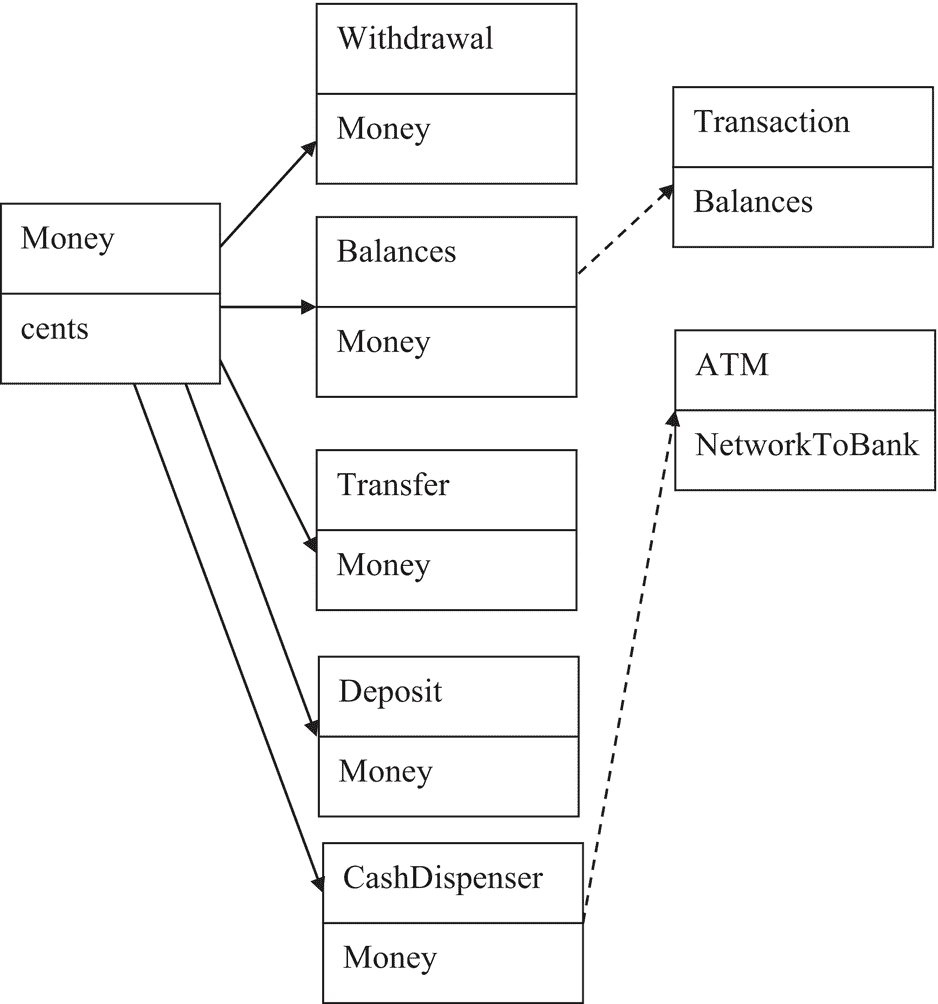 Money
cents
Withdrawal
Money
Balances
Money
Transfer
Money
Deposit
Money
CashDispenser
Money
Transaction
Balances
ATM
NetworkToBank